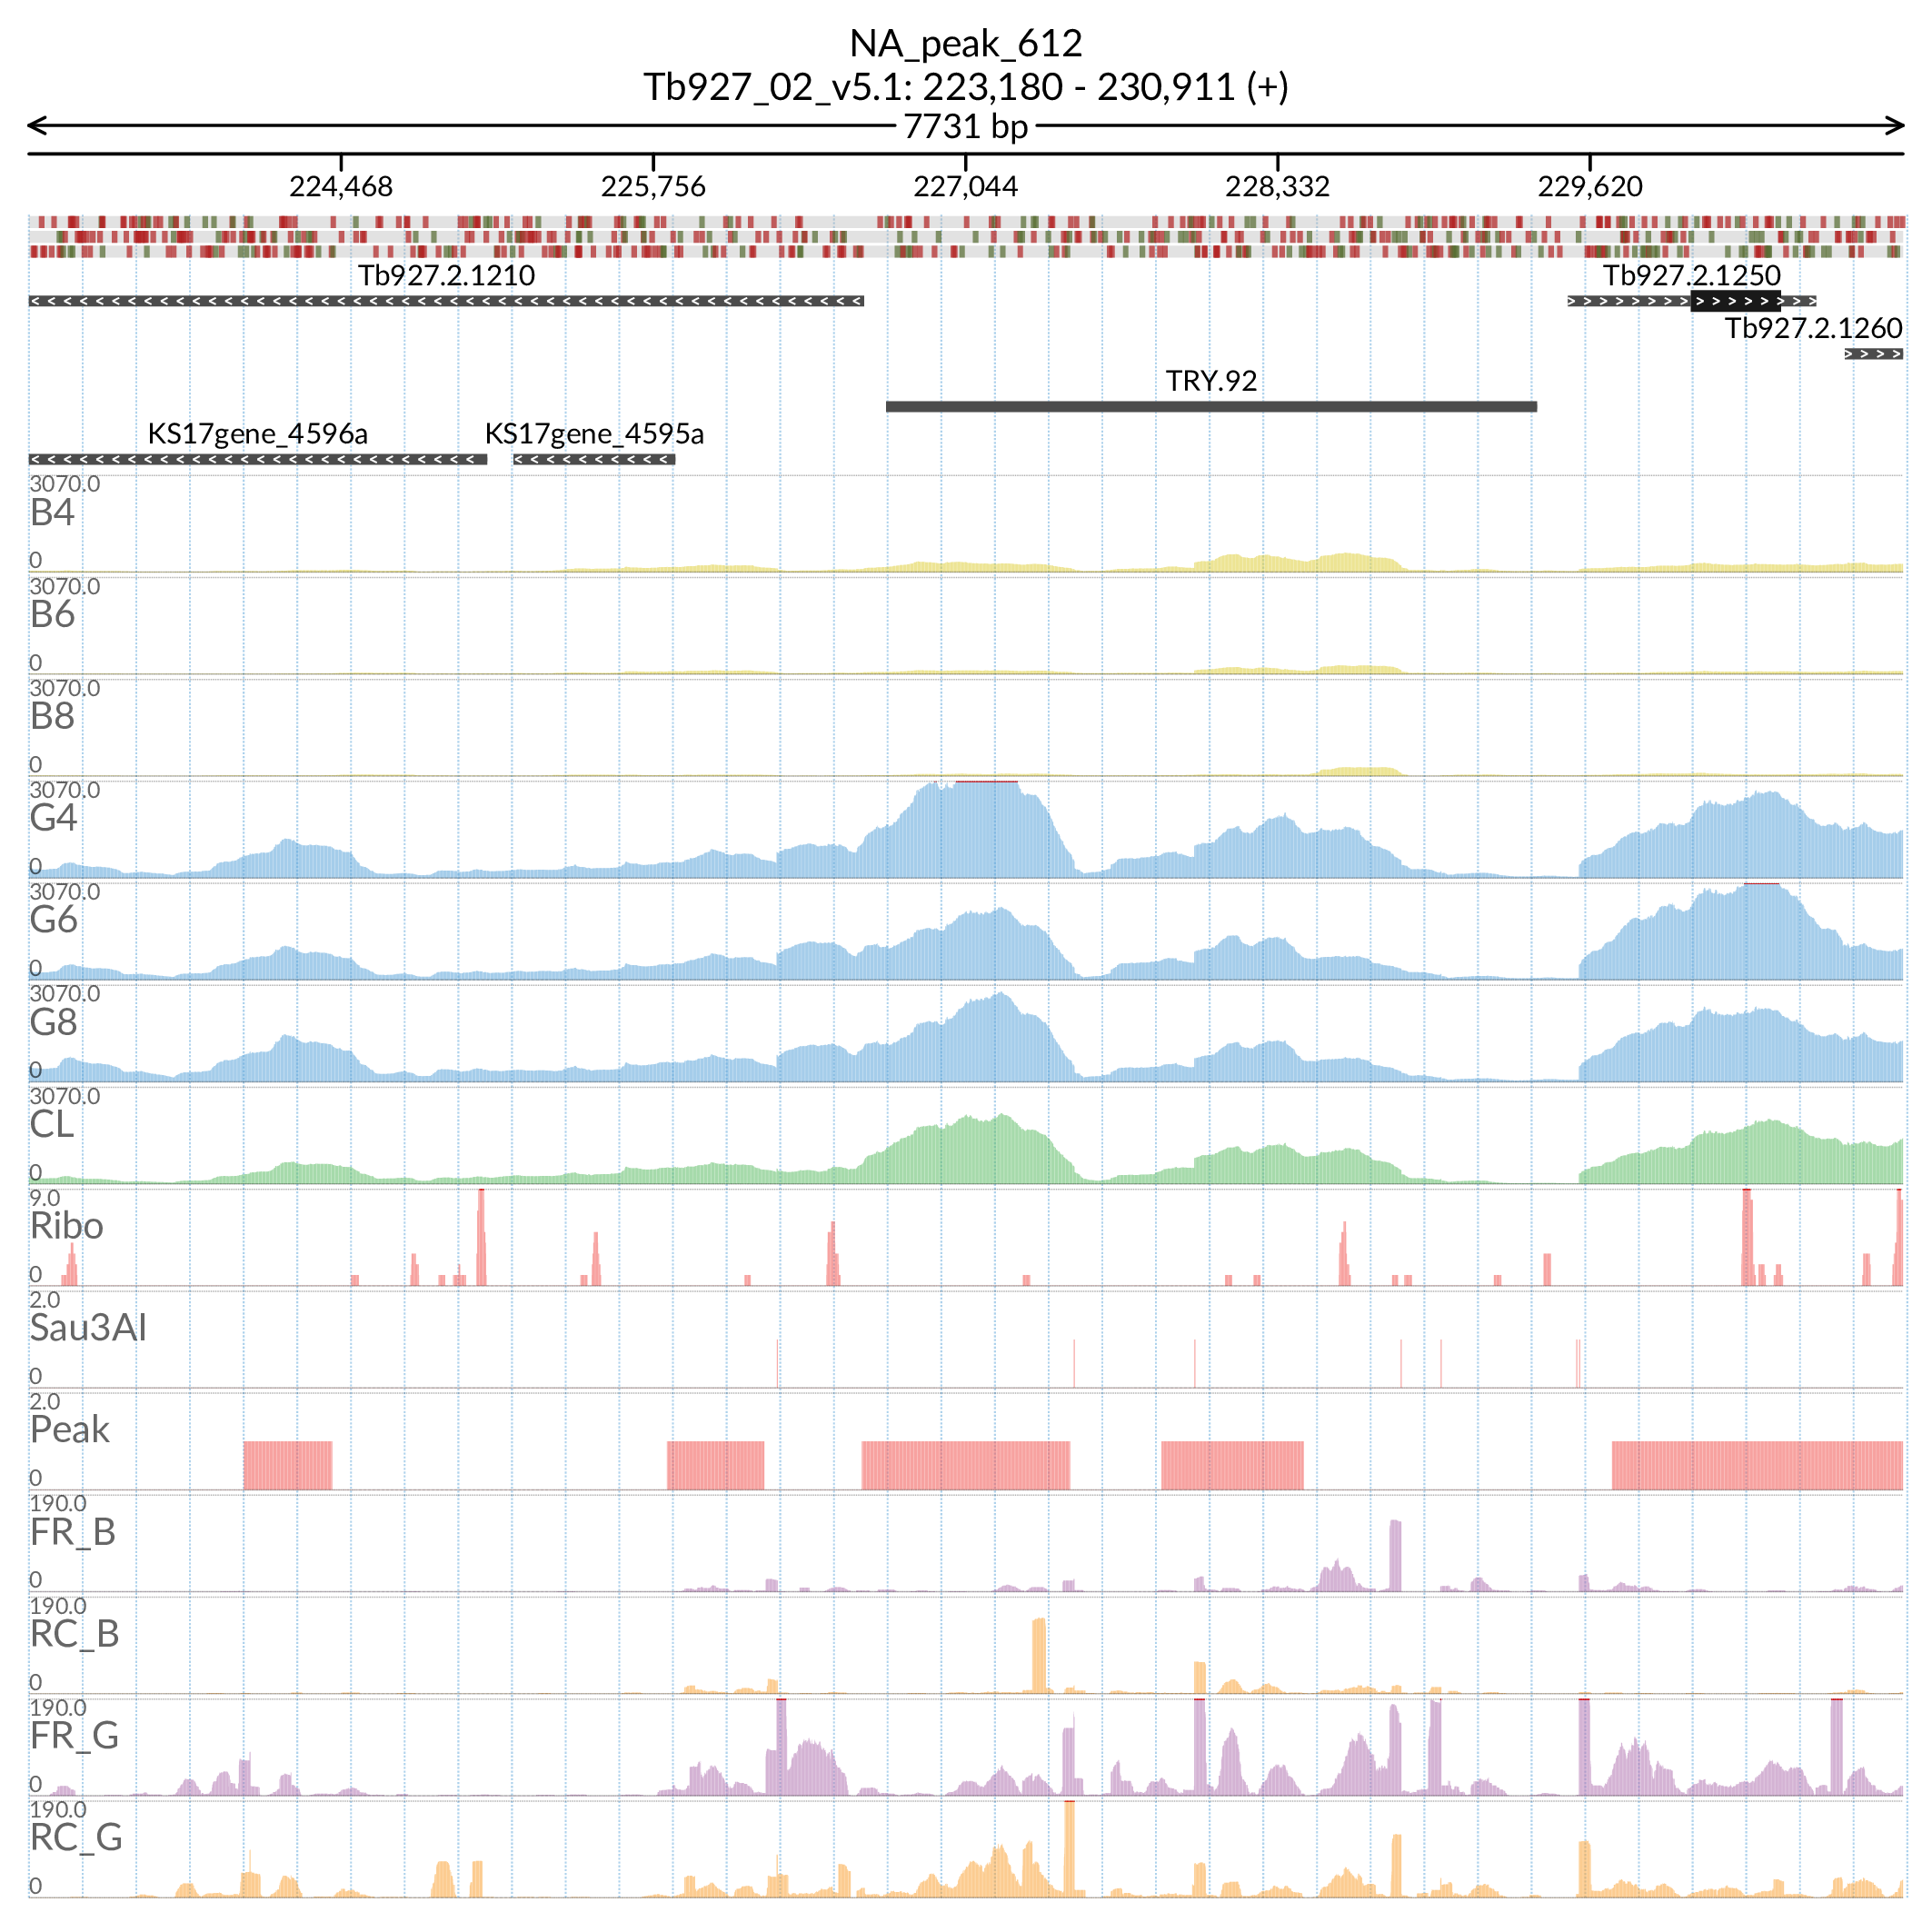 NA_peak_612
Tb927_02_v5.1: 223,180 - 230,911 (+)
7731 bp
224,468 225,756 227,044 228,332 229,620
Tb927.2.1210 Tb927.2.1250
Tb927.2.1260
TRY.92
KS17gene_4596a KS17gene_4595a
3070.0
B4
0
3070.0
B6
0
3070.0
B8
0
3070.0
G4
0
3070.0
G6
0
3070.0
G8
0
3070.0
CL
0
9.0
Ribo
0
2.0
Sau3AI
0
2.0
Peak
0
190.0
FR_B
0
190.0
RC_B
0
190.0
FR_G
0
190.0
RC_G
0